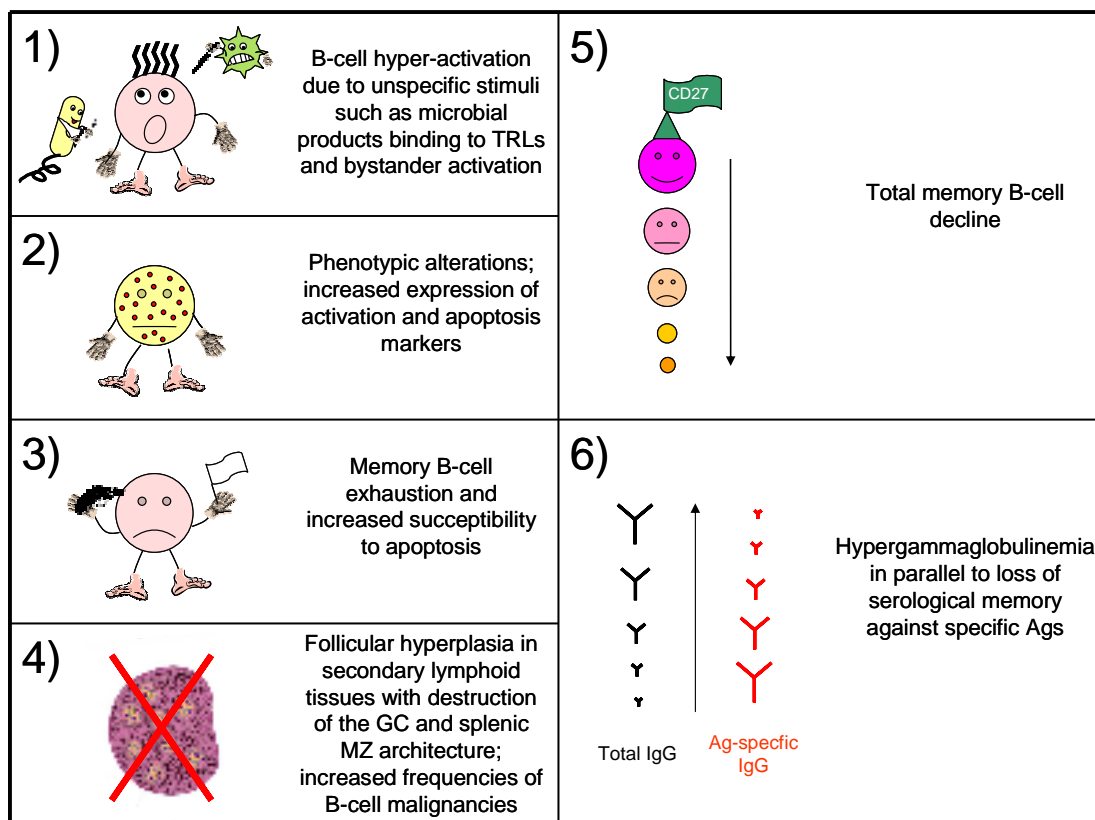 1)
B-cell hyper-activation
due to unspecific stimuli
such as microbial
products binding to TRLs
and bystander activation
2)
Phenotypic alterations;
increased expression of
activation and apoptosis
markers
3)
Memory B-cell
exhaustion and
increased succeptibility
to apoptosis
4)
Follicular hyperplasia in
secondary lymphoid
tissues with destruction
of the GC and splenic
MZ architecture;
increased frequencies of
B-cell malignancies
5)
CD27
Total memory B-cell
decline
6)
Hypergammaglobulinemia
in parallel to loss of
serological memory
against specific Ags
Total IgG
Ag-specfic
IgG